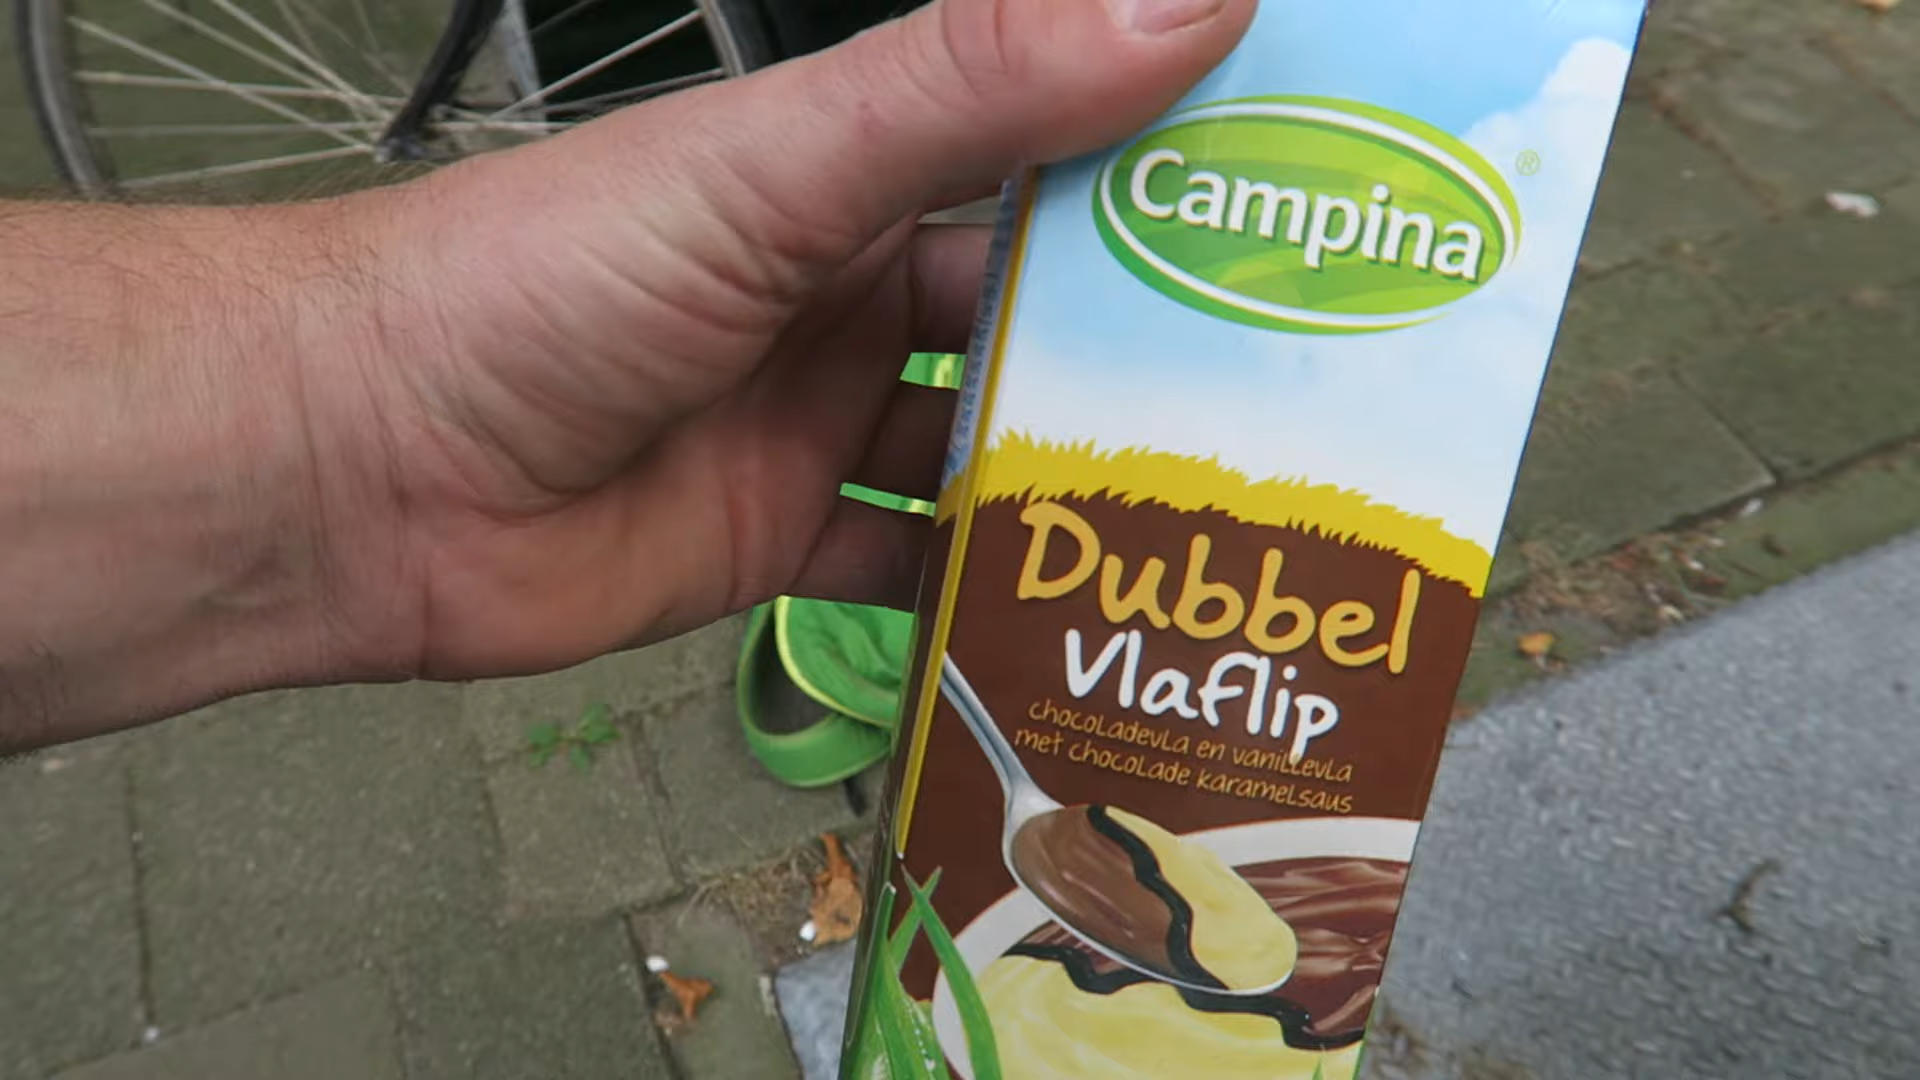 Campina
®
Dubbel
Vlaflip
chocoladevla en vanillevla
met chocolade karamelsaus